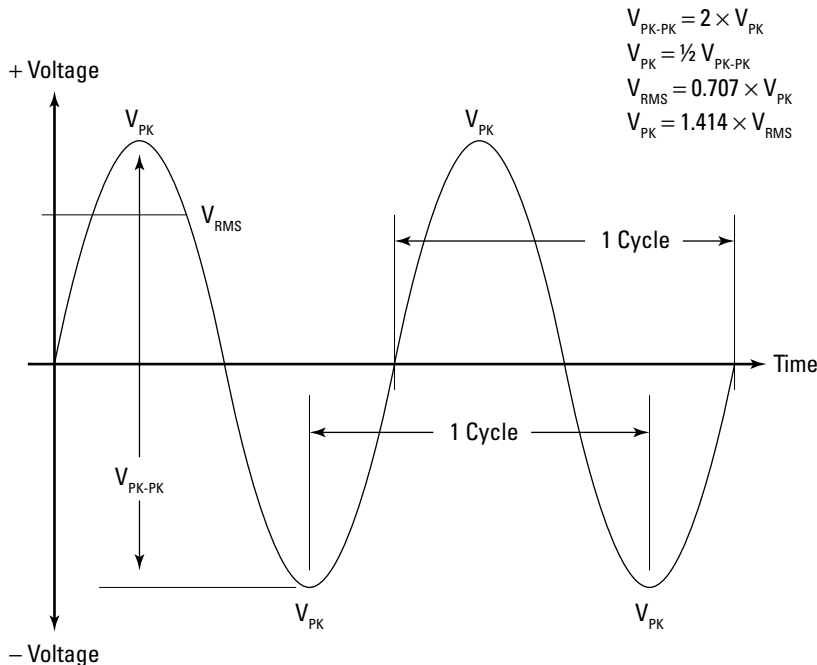 V_PK-PK = 2 × V_PK
V_PK = ½ V_PK-PK
V_RMS = 0.707 × V_PK
V_PK = 1.414 × V_RMS
+ Voltage
V_PK
V_PK
V_RMS
1 Cycle
Time
1 Cycle
V_PK-PK
V_PK
V_PK
– Voltage